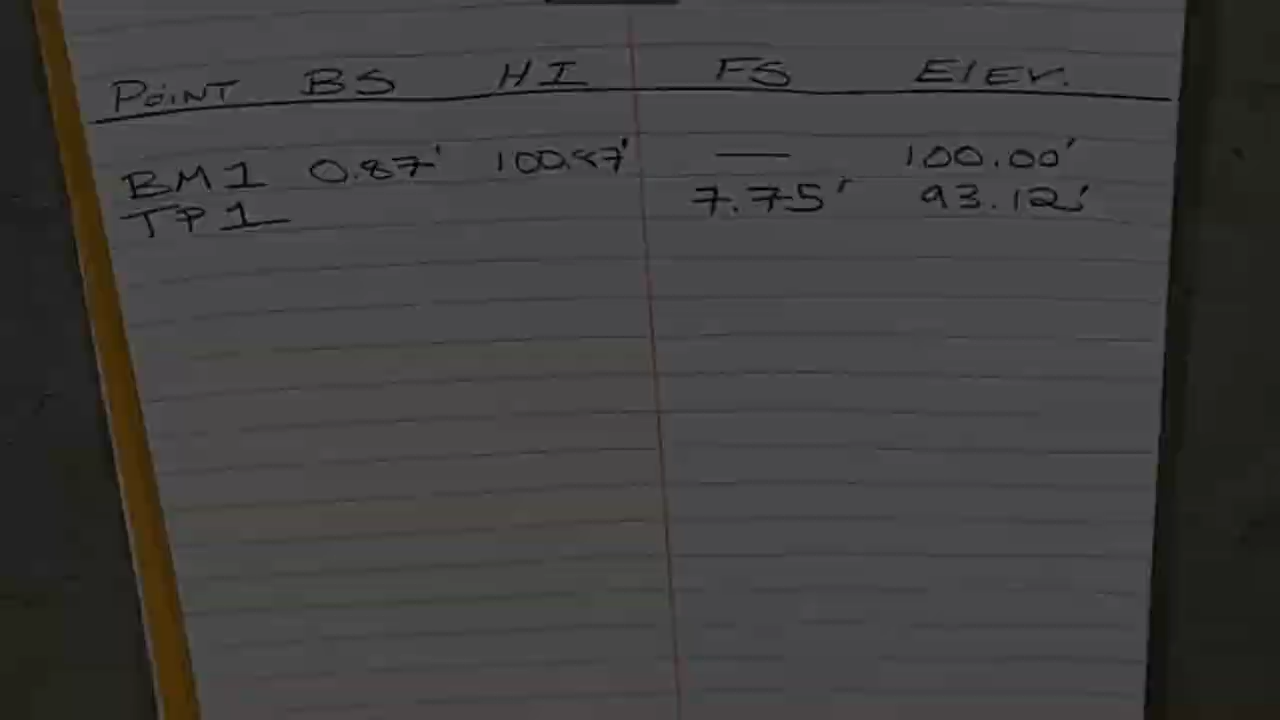 Point BS HI FS Elev.
BM1 0.87' 100.87' — 100.00'
TP1 7.75' 93.12'